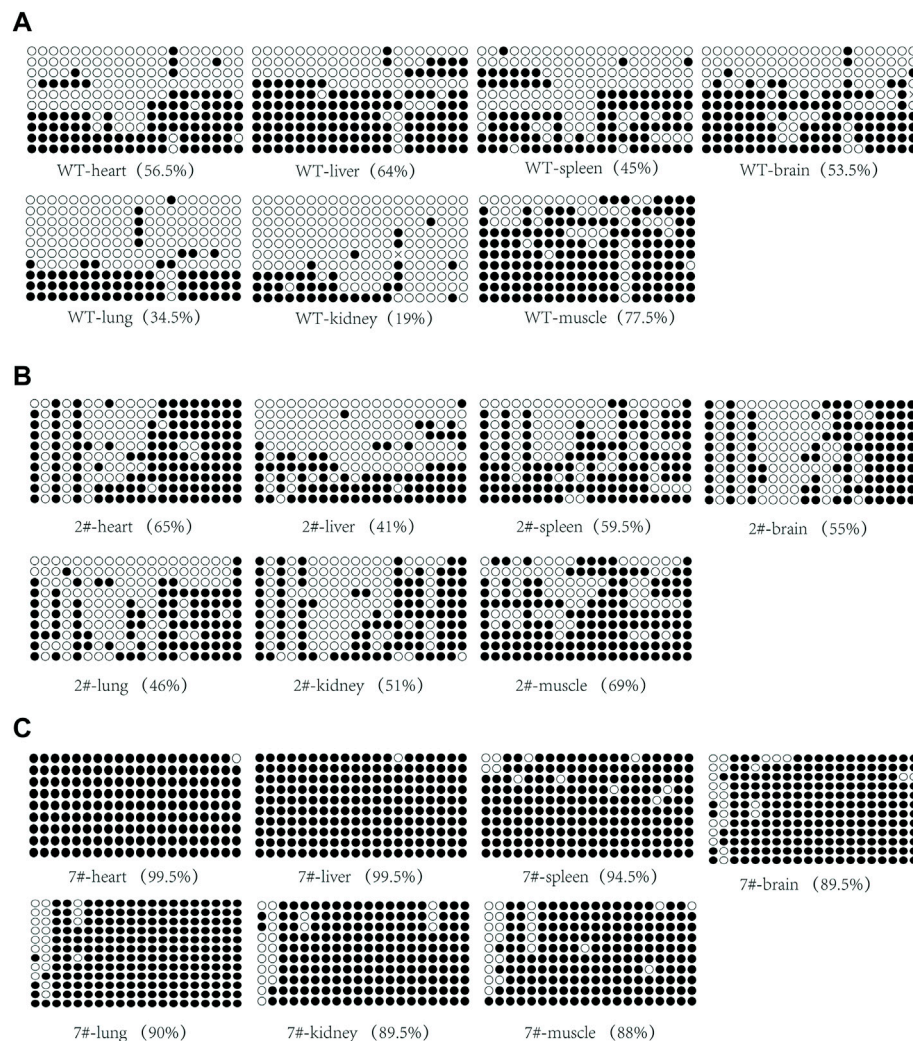 A
WT-heart (56.5%) WT-liver (64%) WT-spleen (45%) WT-brain (53.5%)
WT-lung (34.5%) WT-kidney (19%) WT-muscle (77.5%)
B
2#-heart (65%) 2#-liver (41%) 2#-spleen (59.5%) 2#-brain (55%)
2#-lung (46%) 2#-kidney (51%) 2#-muscle (69%)
C
7#-heart (99.5%) 7#-liver (99.5%) 7#-spleen (94.5%) 7#-brain (89.5%)
7#-lung (90%) 7#-kidney (89.5%) 7#-muscle (88%)